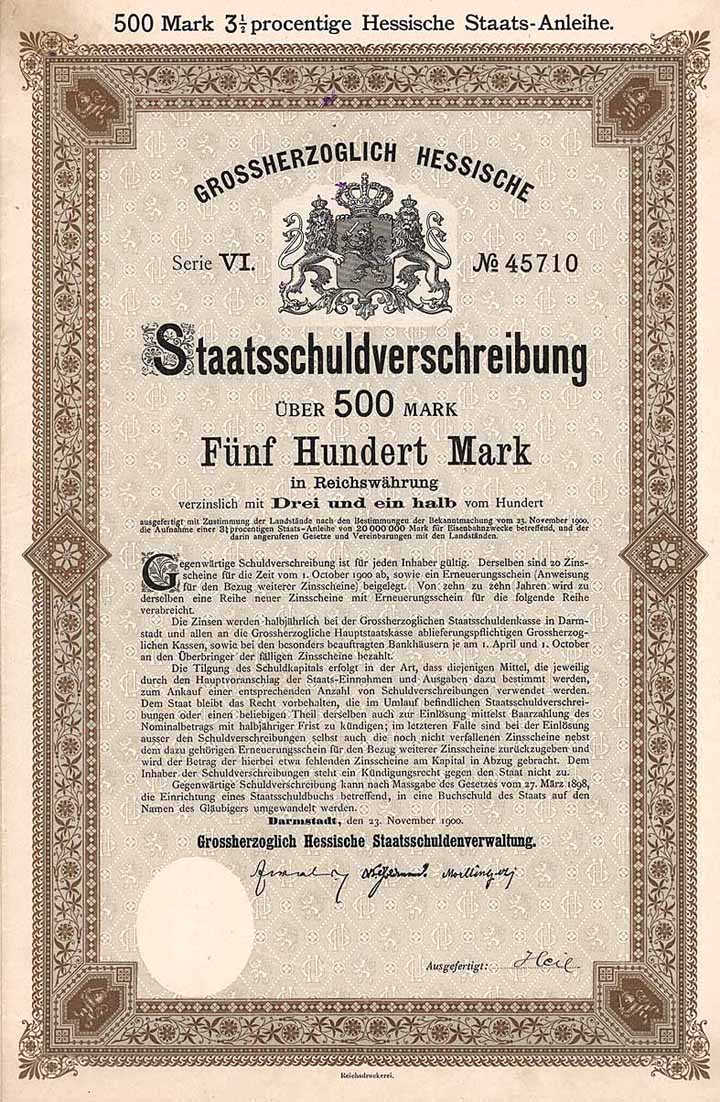 500 Mark 3½procentige Hessische Staats-Anleihe.
GROSSHERZOGLICH HESSISCHE
Serie VI. № 45710
Staatsschuldverschreibung
ÜBER 500 MARK
Fünf Hundert Mark
in Reichswährung
verzinslich mit Drei und ein halb vom Hundert
ausgefertigt mit Zustimmung der Landstände nach den Bestimmungen der Bekanntmachung vom 23. November 1900,
die Aufnahme einer 3½procentigen Staats-Anleihe von 20 000 000 Mark für Eisenbahnzwecke betreffend, und der
darin angerufenen Gesetze und Vereinbarungen mit den Landständen.
Gegenwärtige Schuldverschreibung ist für jeden Inhaber gültig. Derselben sind 20 Zins-
scheine für die Zeit vom 1. October 1900 ab, sowie ein Erneuerungsschein (Anweisung
für den Bezug weiterer Zinsscheine) beigelegt. Von zehn zu zehn Jahren wird zu
derselben eine Reihe neuer Zinsscheine mit Erneuerungsschein für die folgende Reihe
verabreicht.
Die Zinsen werden halbjährlich bei der Grossherzoglichen Staatsschuldenkasse in Darm-
stadt und allen an die Grossherzogliche Hauptstaatskasse ablieferungspflichtigen Grossherzog-
lichen Kassen, sowie bei den besonders beauftragten Bankhäusern je am 1. April und 1. October
an den Überbringer der fälligen Zinsscheine bezahlt.
Die Tilgung des Schuldkapitals erfolgt in der Art, dass diejenigen Mittel, die jeweilig
durch den Hauptvoranschlag der Staats-Einnahmen und Ausgaben dazu bestimmt werden,
zum Ankauf einer entsprechenden Anzahl von Schuldverschreibungen verwendet werden.
Dem Staat bleibt das Recht vorbehalten, die im Umlauf befindlichen Staatsschuldverschrei-
bungen oder einen beliebigen Theil derselben auch zur Einlösung mittelst Baarzahlung des
Nominalbetrags mit halbjähriger Frist zu kündigen; im letzteren Falle sind bei der Einlösung
ausser den Schuldverschreibungen selbst auch die noch nicht verfallenen Zinsscheine nebst
dem dazu gehörigen Erneuerungsschein für den Bezug weiterer Zinsscheine zurückzugeben und
wird der Betrag der hierbei etwa fehlenden Zinsscheine am Kapital in Abzug gebracht. Dem
Inhaber der Schuldverschreibungen steht ein Kündigungsrecht gegen den Staat nicht zu.
Gegenwärtige Schuldverschreibung kann nach Massgabe des Gesetzes vom 27. März 1898,
die Einrichtung eines Staatsschuldbuchs betreffend, in eine Buchschuld des Staats auf den
Namen des Gläubigers umgewandelt werden.
Darmstadt, den 23. November 1900.
Grossherzoglich Hessische Staatsschuldenverwaltung.
Ausgefertigt: Heil
Reichsdruckerei.